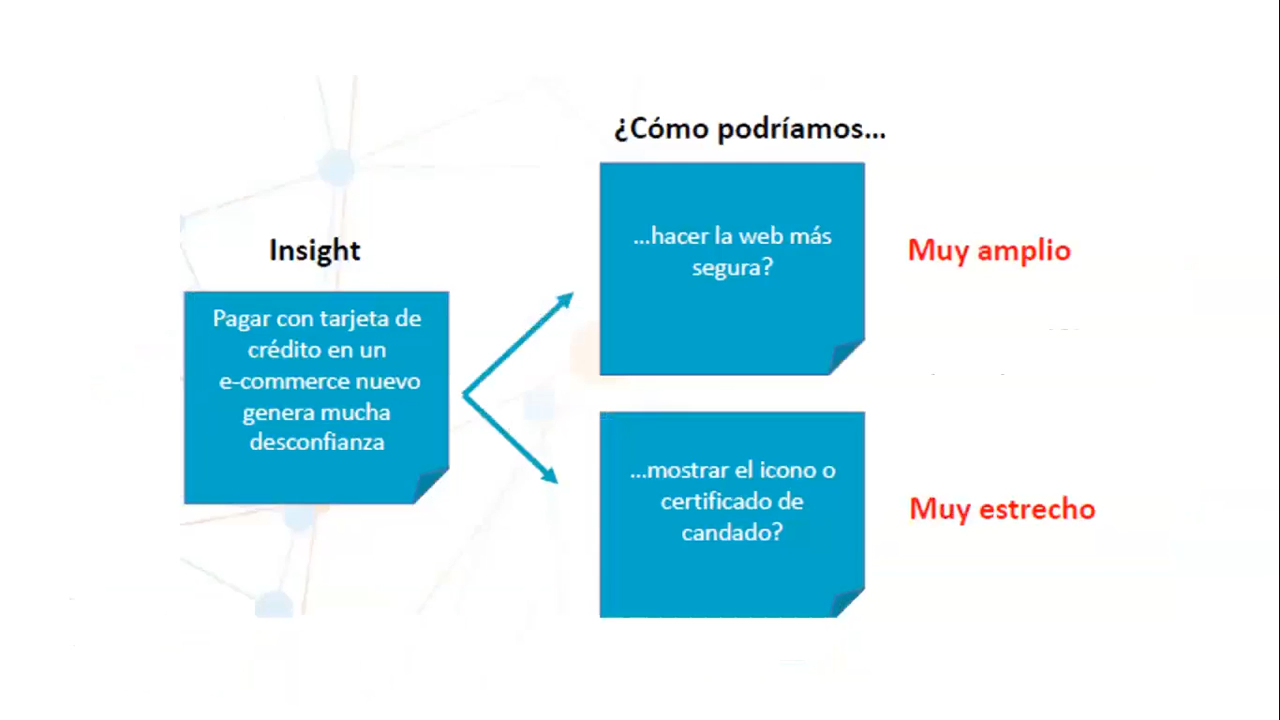 ¿Cómo podríamos...
...hacer la web más
segura?
Muy amplio
Insight
Pagar con tarjeta de
crédito en un
e-commerce nuevo
genera mucha
desconfianza
...mostrar el icono o
certificado de
candado?
Muy estrecho